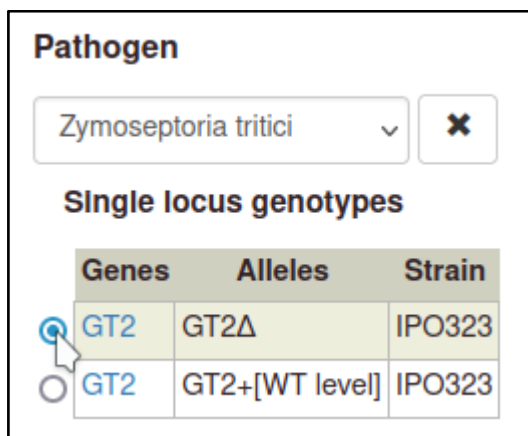 Pathogen
Zymoseptoria tritici
Single locus genotypes
Genes Alleles Strain
GT2 GT2Δ IPO323
GT2 GT2+[WT level] IPO323